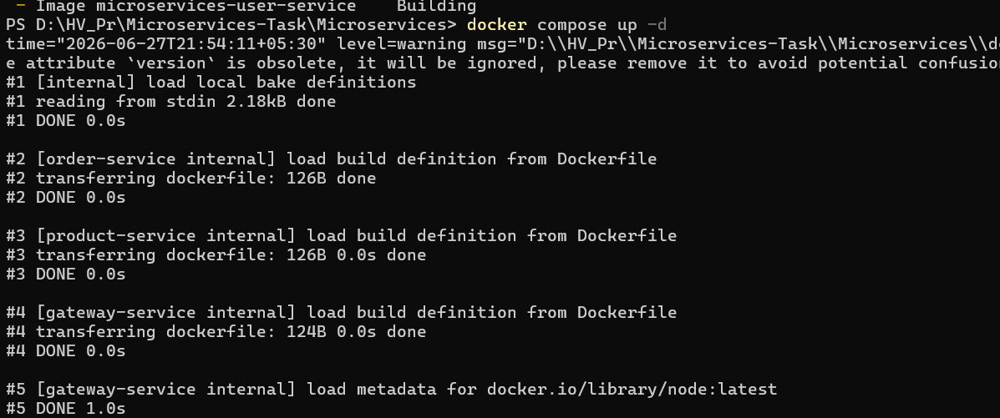 − Image microservices-user-service Building
PS D:\HV_Pr\Microservices-Task\Microservices> docker compose up -d
time="2026-06-27T21:54:11+05:30" level=warning msg="D:\\HV_Pr\\Microservices-Task\\Microservices\\d
e attribute `version` is obsolete, it will be ignored, please remove it to avoid potential confusio
#1 [internal] load local bake definitions
#1 reading from stdin 2.18kB done
#1 DONE 0.0s
#2 [order-service internal] load build definition from Dockerfile
#2 transferring dockerfile: 126B done
#2 DONE 0.0s
#3 [product-service internal] load build definition from Dockerfile
#3 transferring dockerfile: 126B 0.0s done
#3 DONE 0.0s
#4 [gateway-service internal] load build definition from Dockerfile
#4 transferring dockerfile: 124B 0.0s done
#4 DONE 0.0s
#5 [gateway-service internal] load metadata for docker.io/library/node:latest
#5 DONE 1.0s